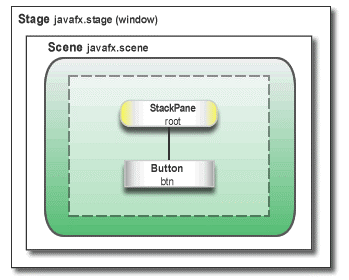 Stage javafx.stage (window)
Scene javafx.scene
StackPane
root
Button
btn